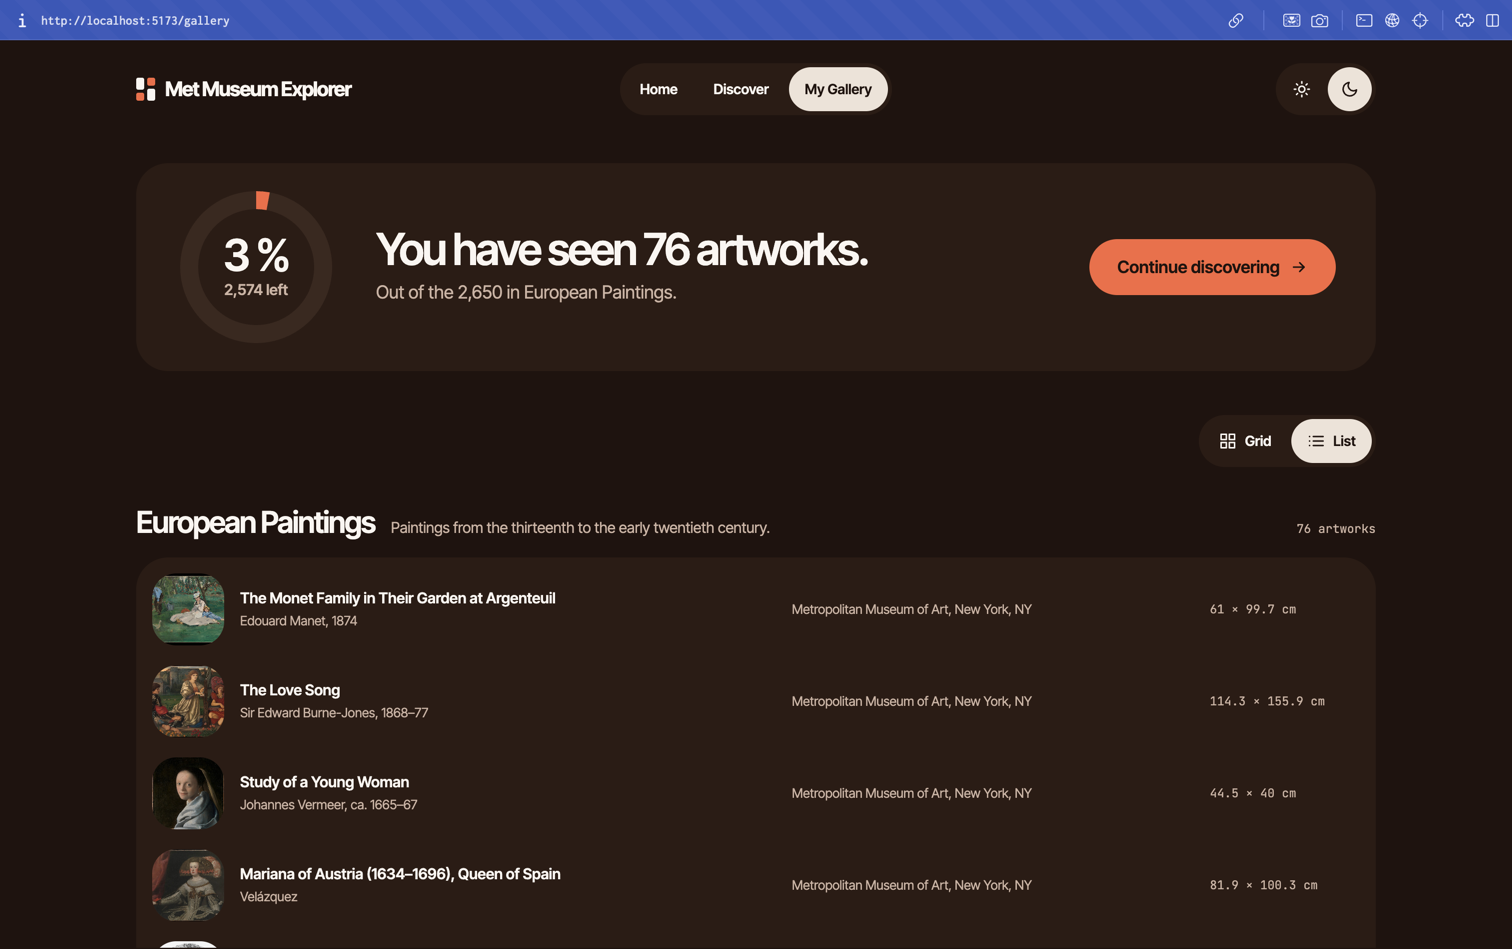 http://localhost:5173/gallery
Met Museum Explorer
Home
Discover
My Gallery
3 %
2,574 left
You have seen 76 artworks.
Out of the 2,650 in European Paintings.
Continue discovering →
Grid
List
European Paintings
Paintings from the thirteenth to the early twentieth century.
76 artworks
The Monet Family in Their Garden at Argenteuil
Edouard Manet, 1874
Metropolitan Museum of Art, New York, NY
61 × 99.7 cm
The Love Song
Sir Edward Burne-Jones, 1868–77
Metropolitan Museum of Art, New York, NY
114.3 × 155.9 cm
Study of a Young Woman
Johannes Vermeer, ca. 1665–67
Metropolitan Museum of Art, New York, NY
44.5 × 40 cm
Mariana of Austria (1634–1696), Queen of Spain
Velázquez
Metropolitan Museum of Art, New York, NY
81.9 × 100.3 cm